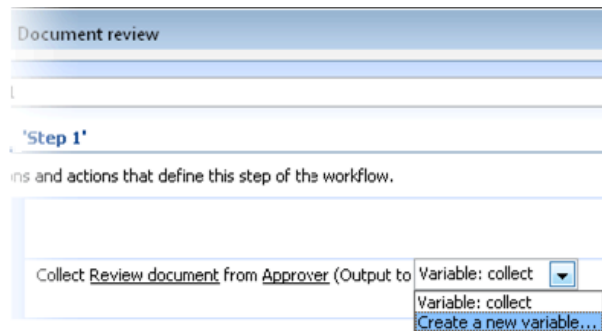 Document review
'Step 1'
ns and actions that define this step of the workflow.
Collect Review document from Approver (Output to Variable: collect
Variable: collect
Create a new variable...